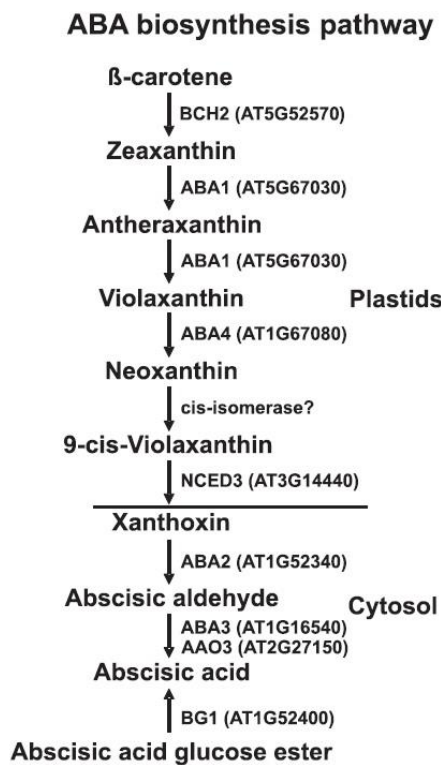 ABA biosynthesis pathway
ß-carotene
BCH2 (AT5G52570)
Zeaxanthin
ABA1 (AT5G67030)
Antheraxanthin
ABA1 (AT5G67030)
Violaxanthin
Plastids
ABA4 (AT1G67080)
Neoxanthin
cis-isomerase?
9-cis-Violaxanthin
NCED3 (AT3G14440)
Xanthoxin
ABA2 (AT1G52340)
Abscisic aldehyde
Cytosol
ABA3 (AT1G16540)
AAO3 (AT2G27150)
Abscisic acid
BG1 (AT1G52400)
Abscisic acid glucose ester